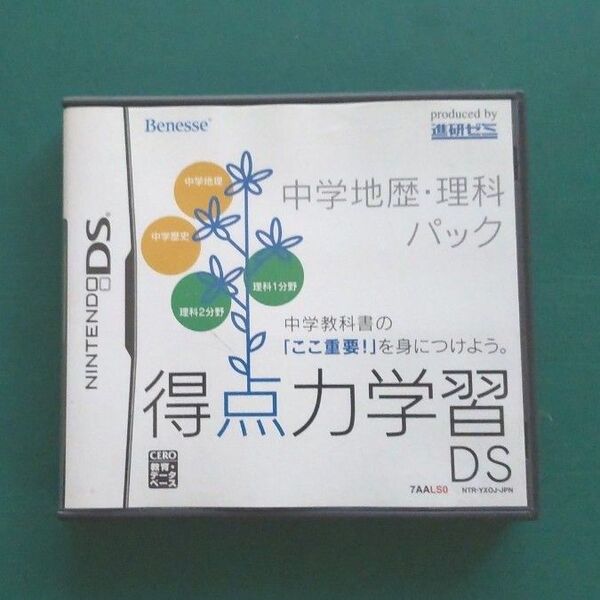 NINTENDO DS®
Benesse®
produced by
進研ゼミ
中学地理
中学歴史
理科2分野
理科1分野
中学地歴・理科
パック
中学教科書の
「ここ重要!」を身につけよう。
得点力学習
DS
CERO
教育・
データ
ベース
7AALS0
NTR-YXOJ-JPN